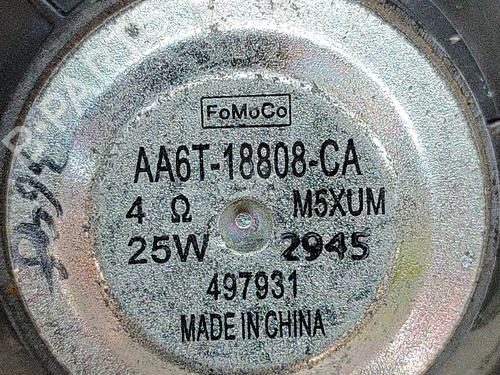 FoMoCo
AA6T-18808-CA
4 Ω M5XUM
25W 2945
497931
MADE IN CHINA